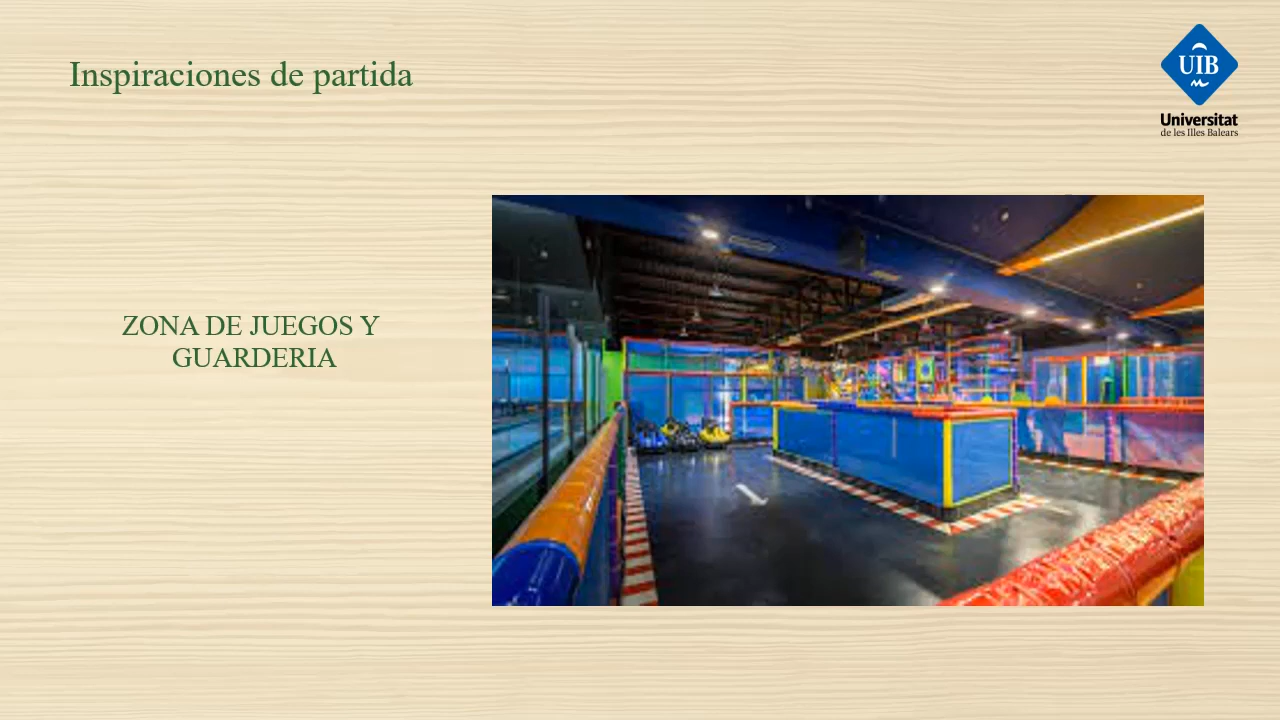 Inspiraciones de partida
UIB
Universitat
de les Illes Balears
ZONA DE JUEGOS Y
GUARDERIA